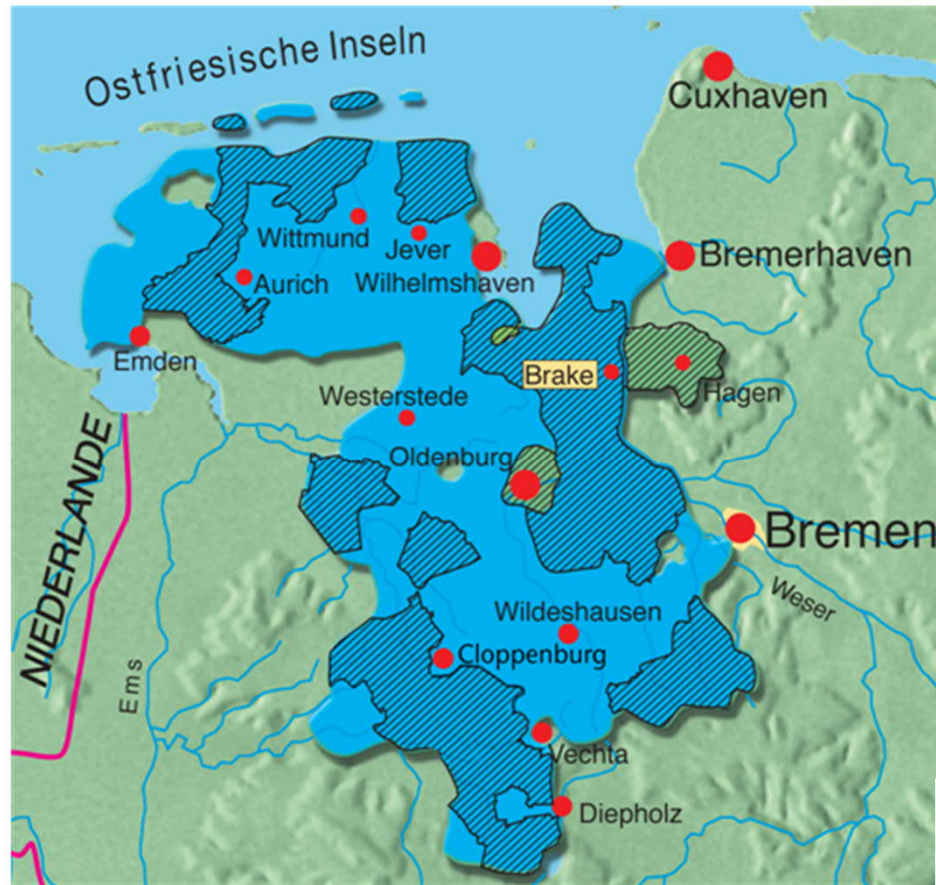 Ostfriesische Inseln
Cuxhaven
Wittmund
Jever
Bremerhaven
Aurich
Wilhelmshaven
Emden
Brake
Hagen
Westerstede
NIEDERLANDE
Oldenburg
Bremen
Weser
Wildeshausen
Cloppenburg
Ems
Vechta
Diepholz